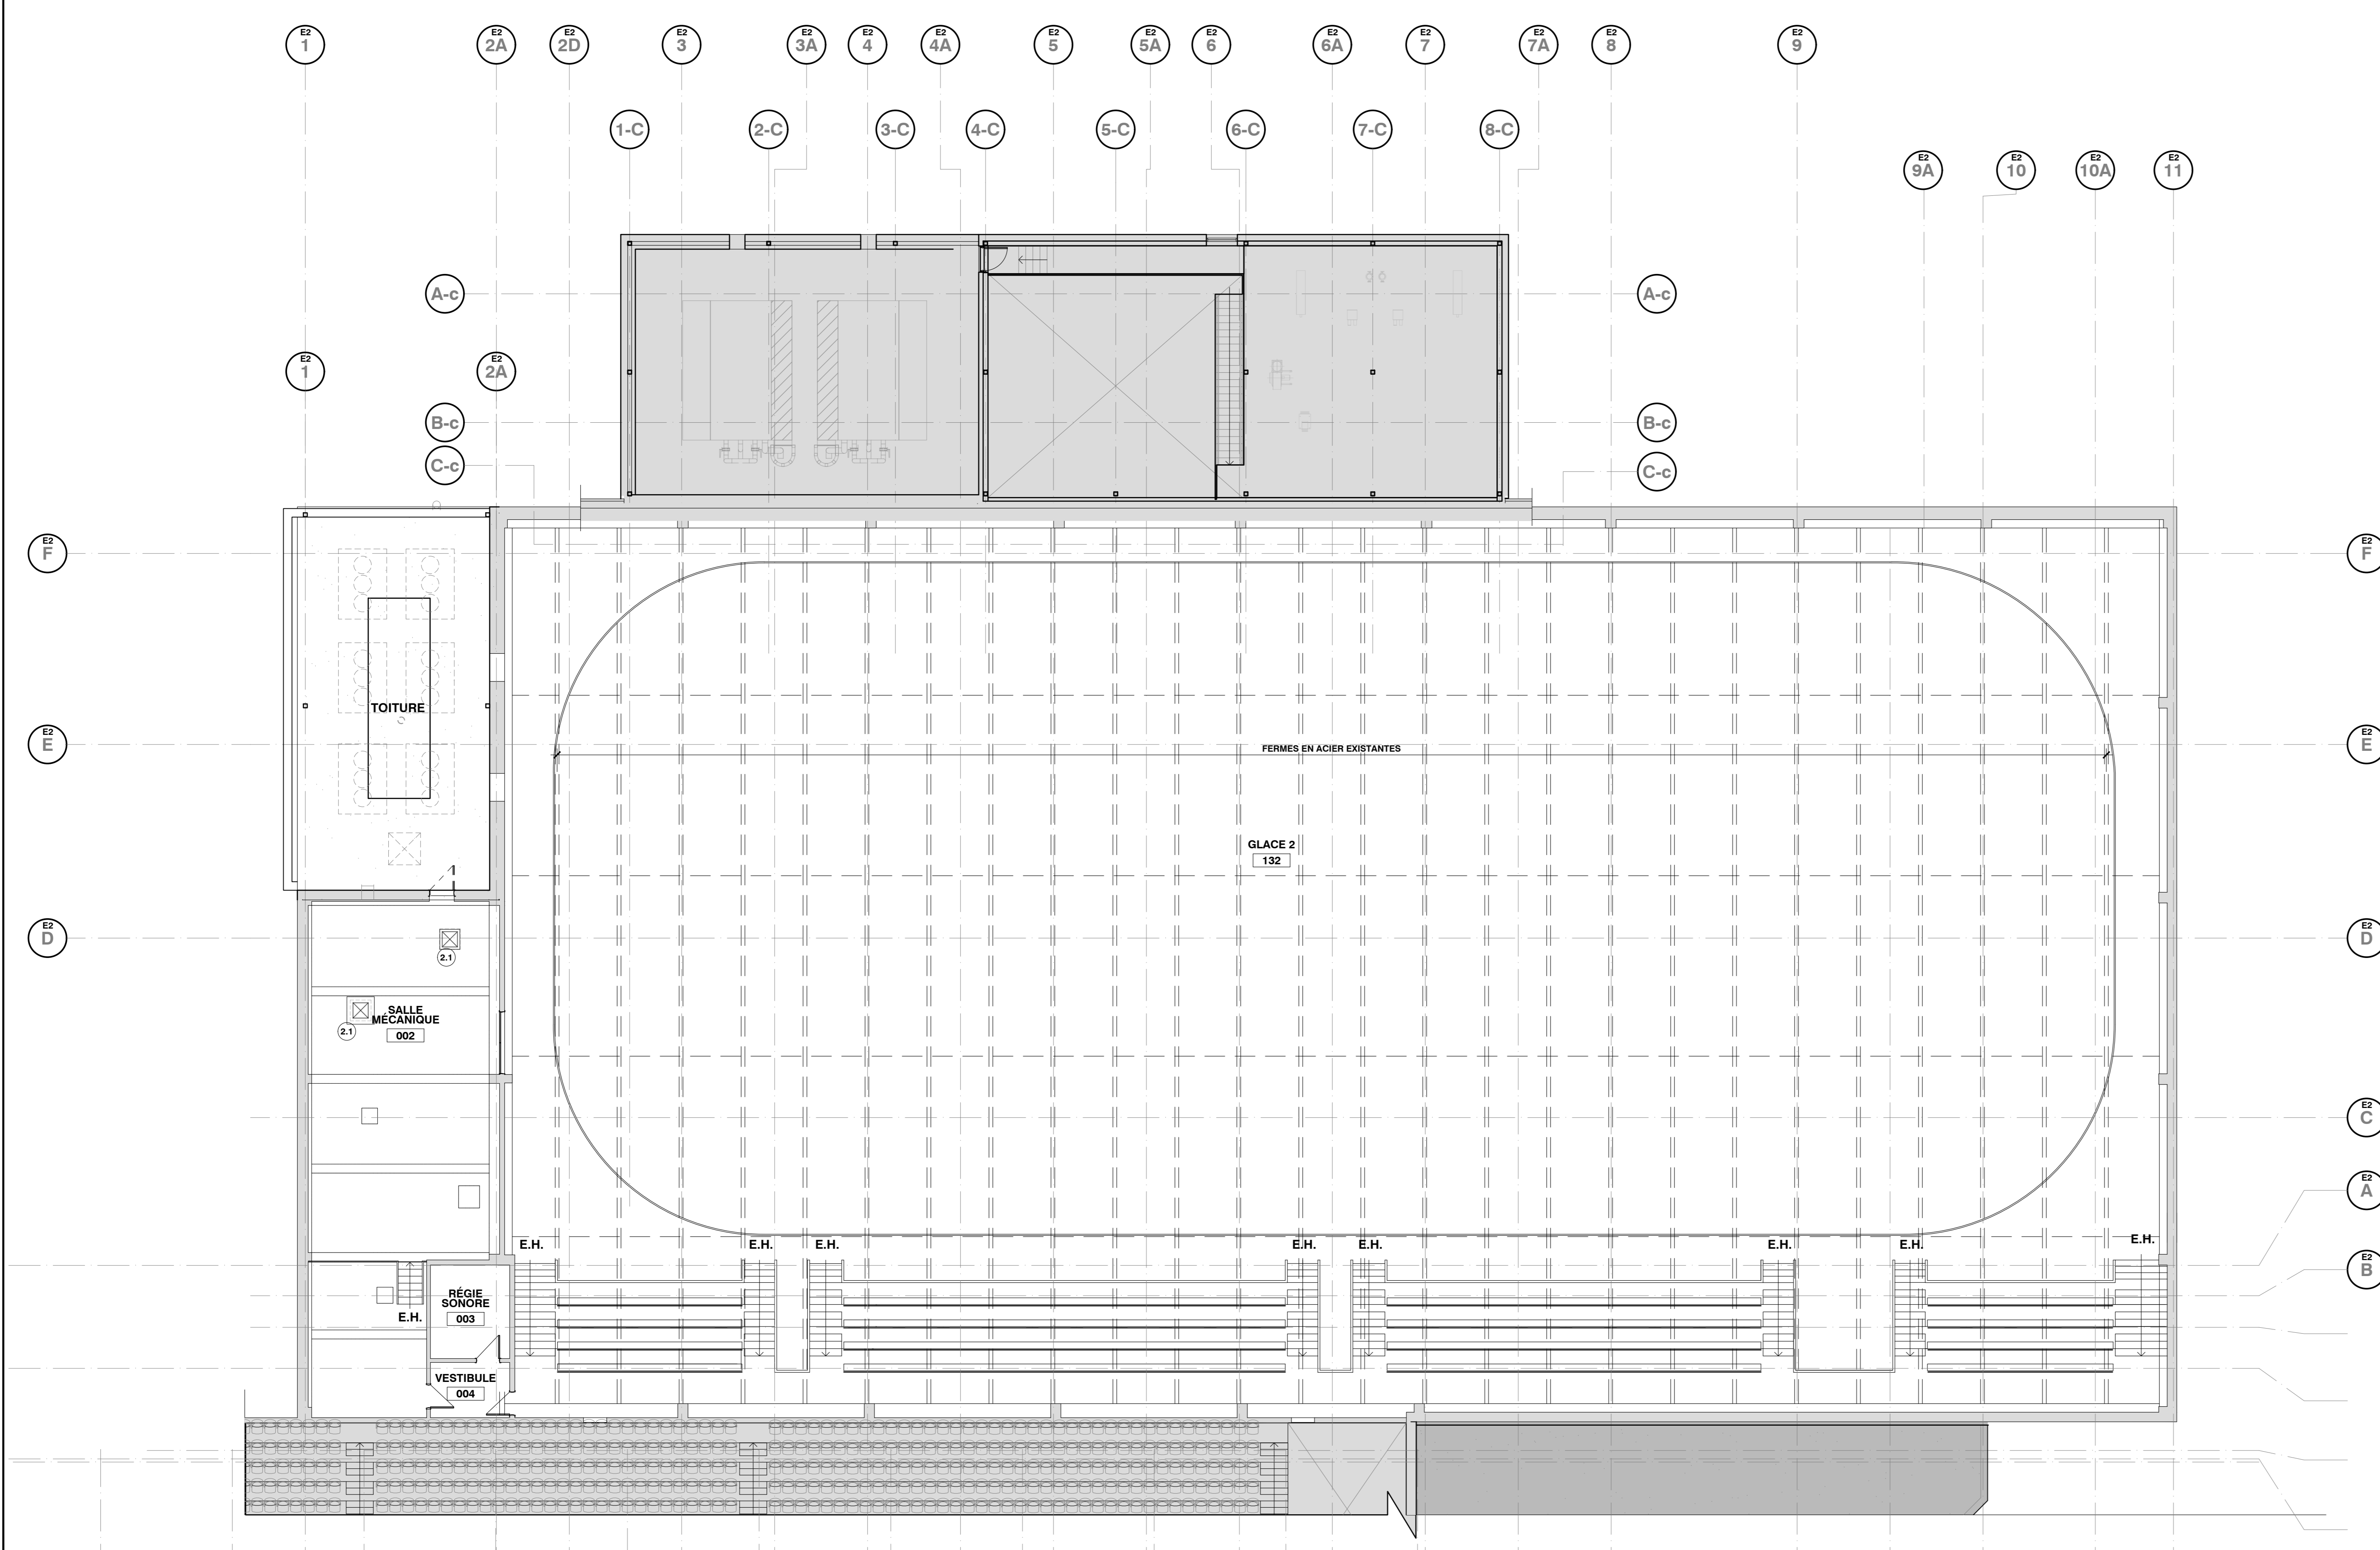 E2 1
E2 2A
E2 2D
E2 3
E2 3A
E2 4
E2 4A
E2 5
E2 5A
E2 6
E2 6A
E2 7
E2 7A
E2 8
E2 9
1-C
2-C
3-C
4-C
5-C
6-C
7-C
8-C
E2 9A
E2 10
E2 10A
E2 11
A-c
A-c
E2 1
E2 2A
B-c
B-c
C-c
C-c
E2 F
E2 F
TOITURE
E2 E
E2 E
FERMES EN ACIER EXISTANTES
GLACE 2
132
E2 D
E2 D
2.1
SALLE
MÉCANIQUE
002
2.1
E2 C
E2 A
E.H.
E.H.
E.H.
E.H.
E.H.
E.H.
E.H.
E.H.
E2 B
RÉGIE
SONORE
003
E.H.
VESTIBULE
004